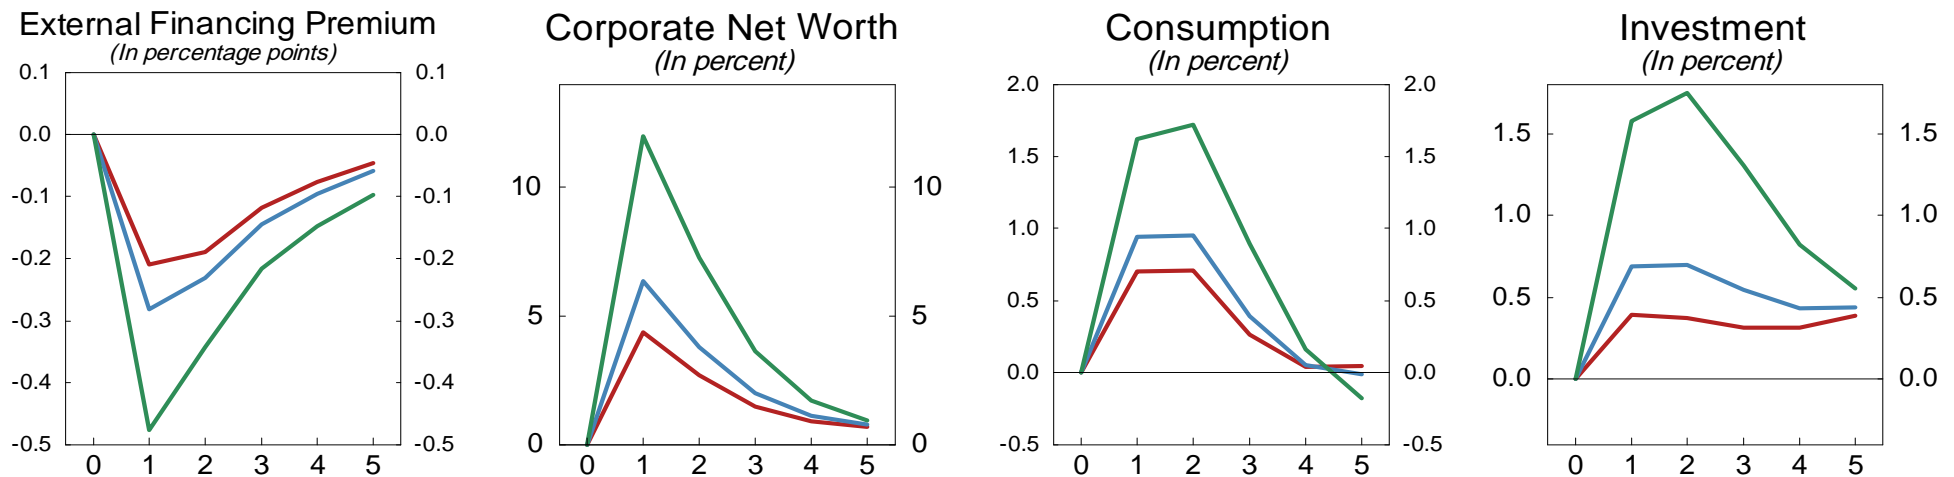 External Financing Premium
(In percentage points)
0.1 0.1
0.0 0.0
-0.1 -0.1
-0.2 -0.2
-0.3 -0.3
-0.4 -0.4
-0.5 -0.5
0 1 2 3 4 5
Corporate Net Worth
(In percent)
10 10
5 5
0 0
0 1 2 3 4 5
Consumption
(In percent)
2.0 2.0
1.5 1.5
1.0 1.0
0.5 0.5
0.0 0.0
-0.5 -0.5
0 1 2 3 4 5
Investment
(In percent)
1.5 1.5
1.0 1.0
0.5 0.5
0.0 0.0
0 1 2 3 4 5